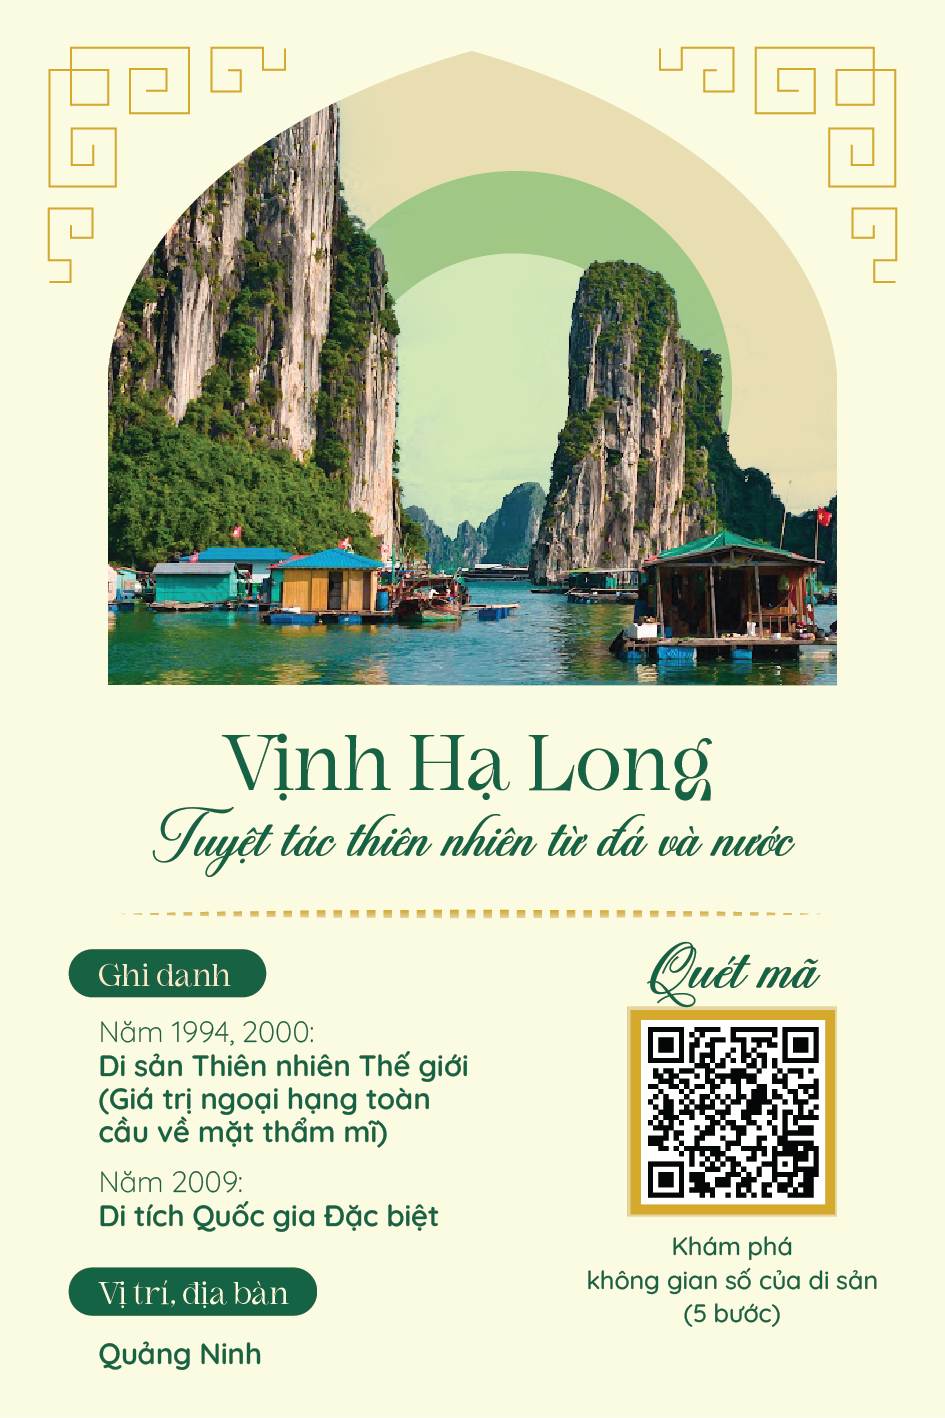 Vịnh Hạ Long
Tuyệt tác thiên nhiên từ đá và nước
Ghi danh
Năm 1994, 2000:
Di sản Thiên nhiên Thế giới
(Giá trị ngoại hạng toàn
cầu về mặt thẩm mĩ)
Năm 2009:
Di tích Quốc gia Đặc biệt
Vị trí, địa bàn
Quảng Ninh
Quét mã
Khám phá
không gian số của di sản
(5 bước)